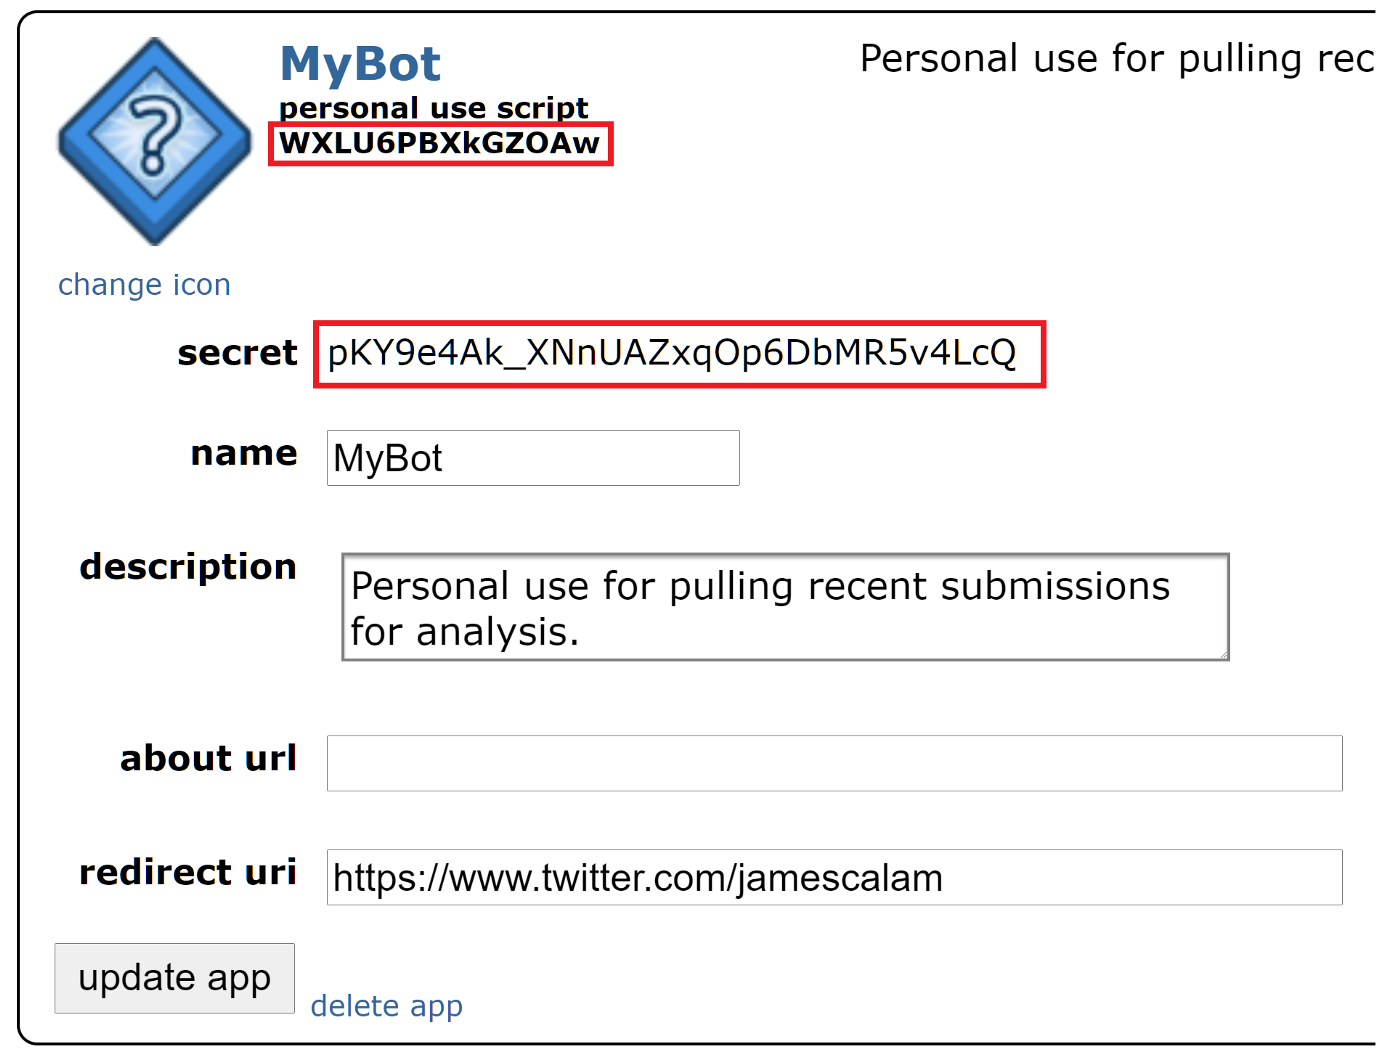 MyBot
Personal use for pulling rec
personal use script
WXLU6PBXkGZOAw
change icon
secret pKY9e4Ak_XNnUAZxqOp6DbMR5v4LcQ
name MyBot
description Personal use for pulling recent submissions
for analysis.
about url
redirect uri https://www.twitter.com/jamescalam
update app delete app